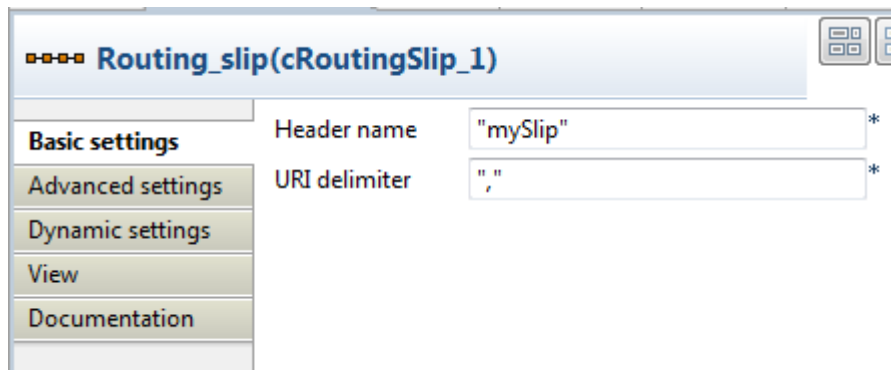 Routing_slip(cRoutingSlip_1)
Basic settings
Header name "mySlip" *
URI delimiter "," *
Advanced settings
Dynamic settings
View
Documentation